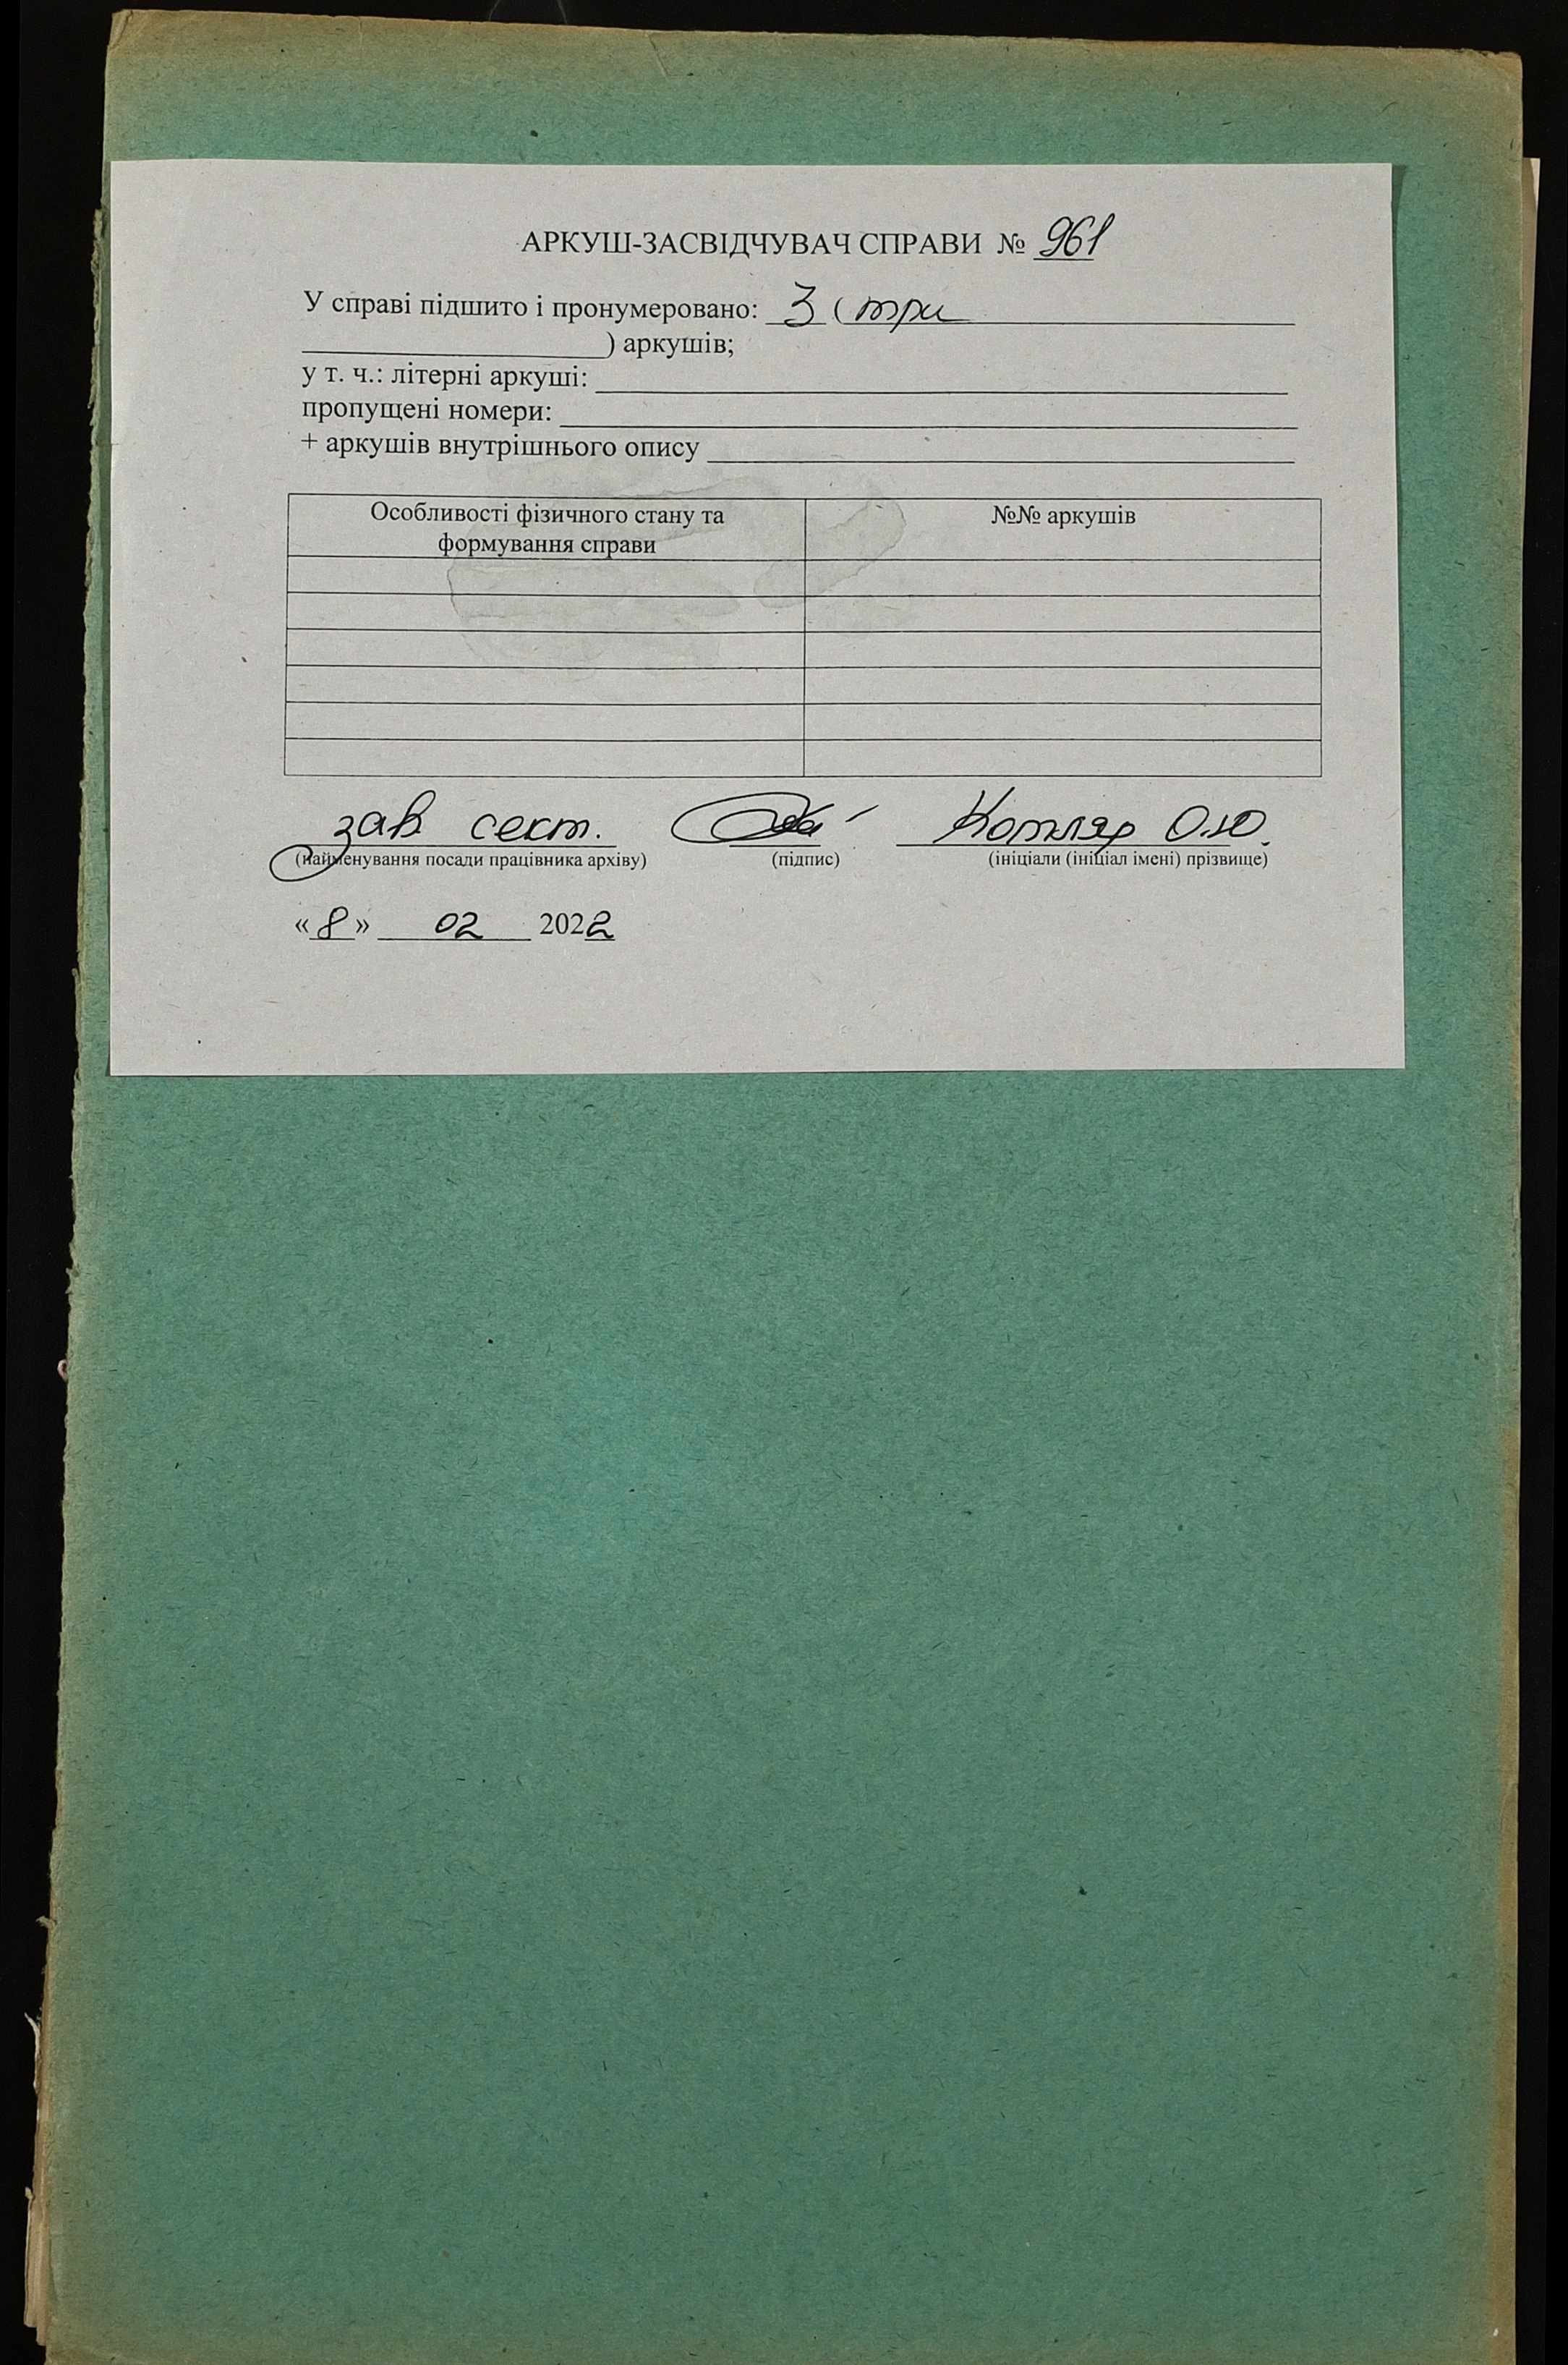 АРКУШ-ЗАСВІДЧУВАЧ СПРАВИ № 961
У справі підшито і пронумеровано: 3 ( три
) аркушів;
у т. ч.: літерні аркуші:
пропущені номери:
+ аркушів внутрішнього опису
Особливості фізичного стану та №№ аркушів
формування справи
зав. сект. Котляр О.Ю.
(найменування посади працівника архіву) (підпис) (ініціали (ініціал імені) прізвище)
«8» 02 2022